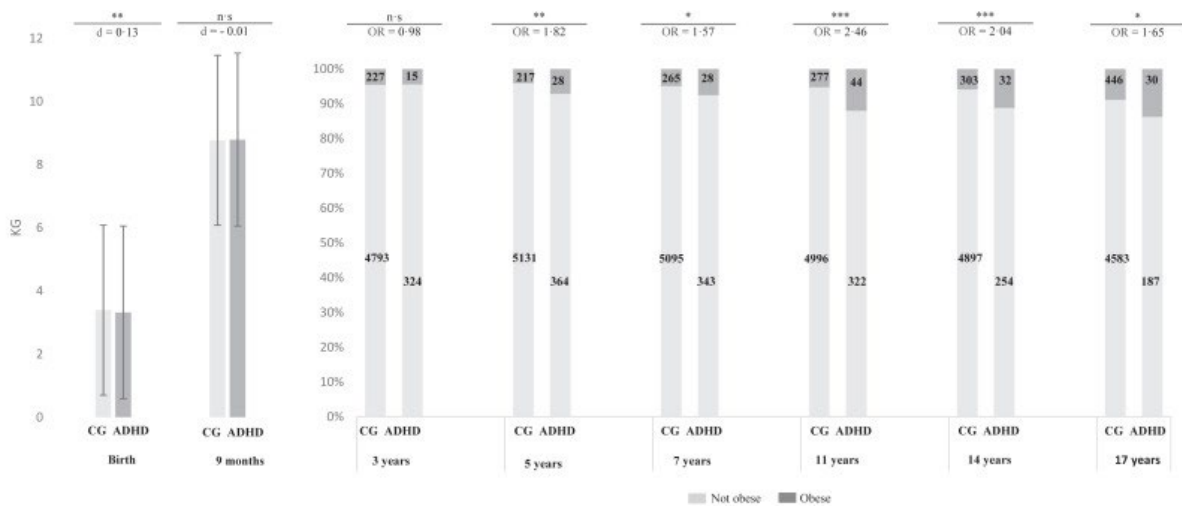 ** n·s n·s ** * *** *** *
d = 0·13 d = - 0.01 OR = 0·98 OR = 1·82 OR = 1·57 OR = 2·46 OR = 2·04 OR = 1·65
KG
12
10
8
6
4
2
0
100%
90%
80%
70%
60%
50%
40%
30%
20%
10%
0%
227 15 217 28 265 28 277 44 303 32 446 30
4793 5131 5095 4996 4897 4583
324 364 343 322 254 187
CG ADHD CG ADHD CG ADHD CG ADHD CG ADHD CG ADHD CG ADHD CG ADHD
Birth 9 months 3 years 5 years 7 years 11 years 14 years 17 years
Not obese Obese